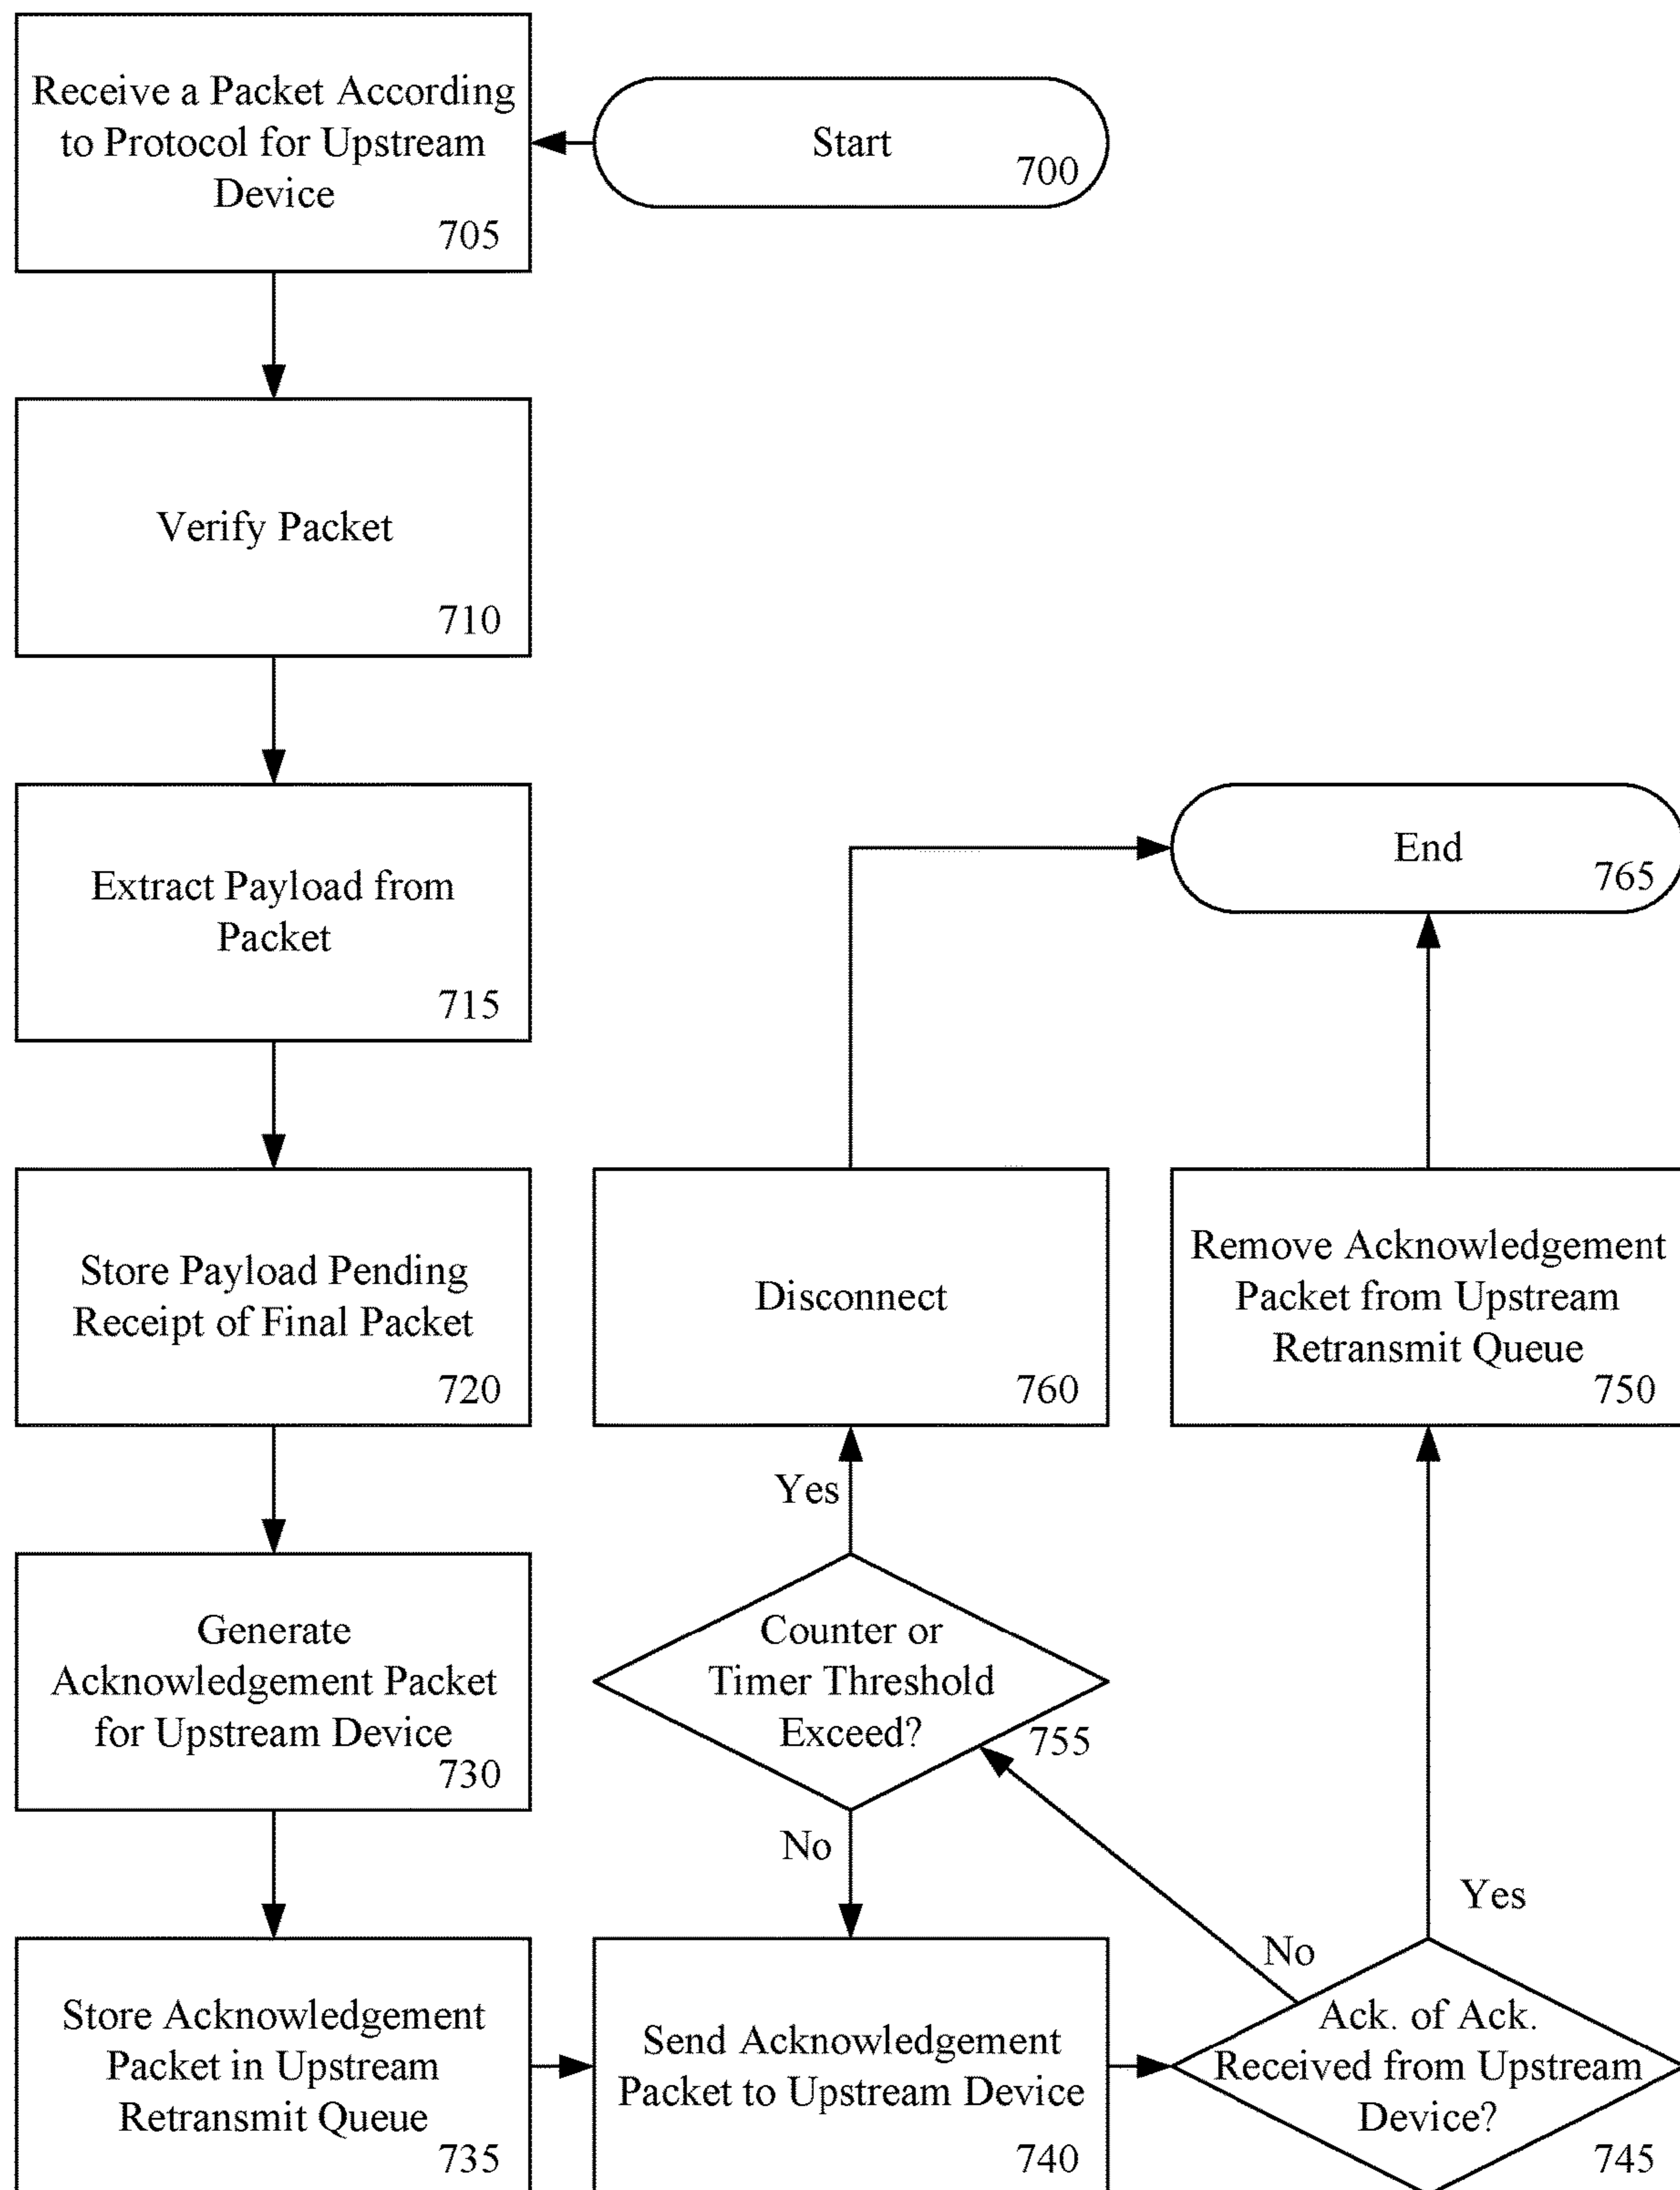 Receive a Packet According
to Protocol for Upstream
Device
705
Start
700
Verify Packet
710
Extract Payload from
Packet
715
End
765
Store Payload Pending
Receipt of Final Packet
720
Disconnect
760
Remove Acknowledgement
Packet from Upstream
Retransmit Queue
750
Yes
Generate
Acknowledgement Packet
for Upstream Device
730
Counter or
Timer Threshold
Exceed?
755
No
Yes
No
Store Acknowledgement
Packet in Upstream
Retransmit Queue
735
Send Acknowledgement
Packet to Upstream Device
740
Ack. of Ack.
Received from Upstream
Device?
745